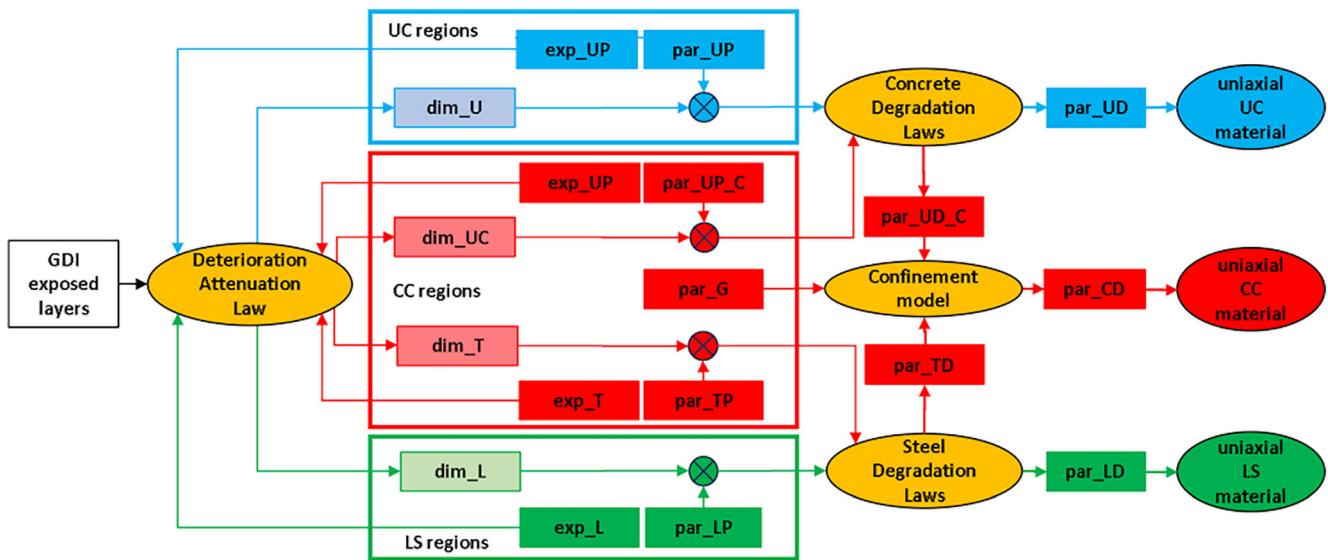 UC regions
exp_UP
par_UP
dim_U
Concrete
Degradation
Laws
par_UD
uniaxial
UC
material
exp_UP
par_UP_C
dim_UC
par_UD_C
GDI
exposed
layers
Deterioration
Attenuation
Law
CC regions
par_G
Confinement
model
par_CD
uniaxial
CC
material
dim_T
par_TD
exp_T
par_TP
dim_L
Steel
Degradation
Laws
par_LD
uniaxial
LS
material
exp_L
par_LP
LS regions